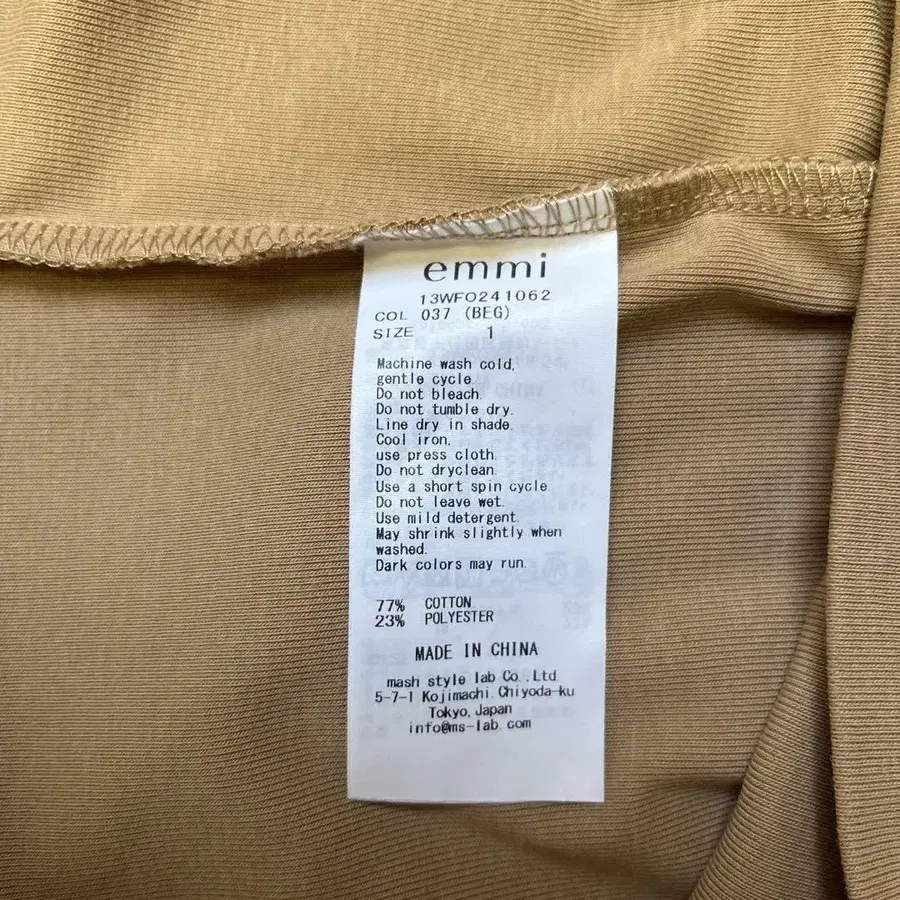 emmi
13WFO241062
COL 037 (BEG)
SIZE 1
Machine wash cold,
gentle cycle.
Do not bleach.
Do not tumble dry.
Line dry in shade.
Cool iron,
use press cloth.
Do not dryclean.
Use a short spin cycle.
Do not leave wet.
Use mild detergent.
May shrink slightly when
washed.
Dark colors may run.
77% COTTON
23% POLYESTER
MADE IN CHINA
mash style lab Co.,Ltd.
5-7-1 Kojimachi, Chiyoda-ku
Tokyo, Japan
info@ms-lab.com